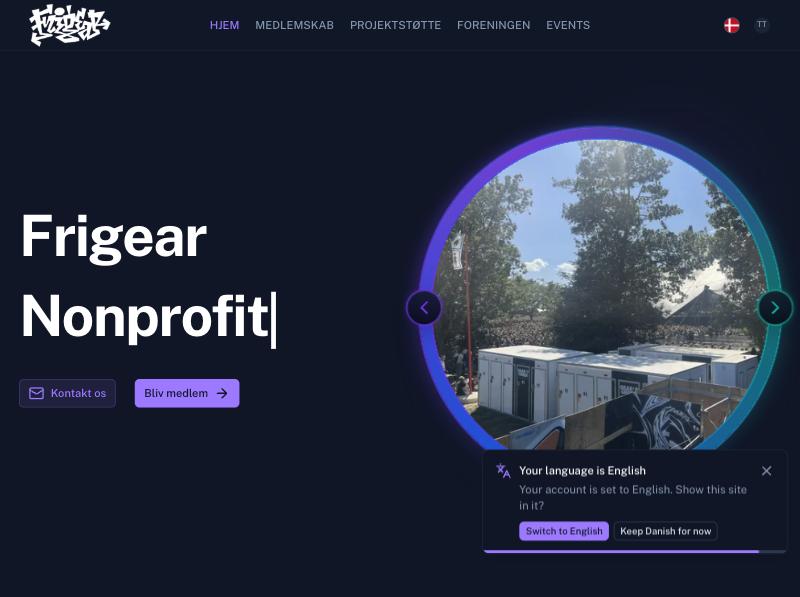 Frigear
HJEM
MEDLEMSKAB
PROJEKTSTØTTE
FORENINGEN
EVENTS
TT
Frigear
Nonprofit
Kontakt os
Bliv medlem
Your language is English
Your account is set to English. Show this site
in it?
Switch to English
Keep Danish for now